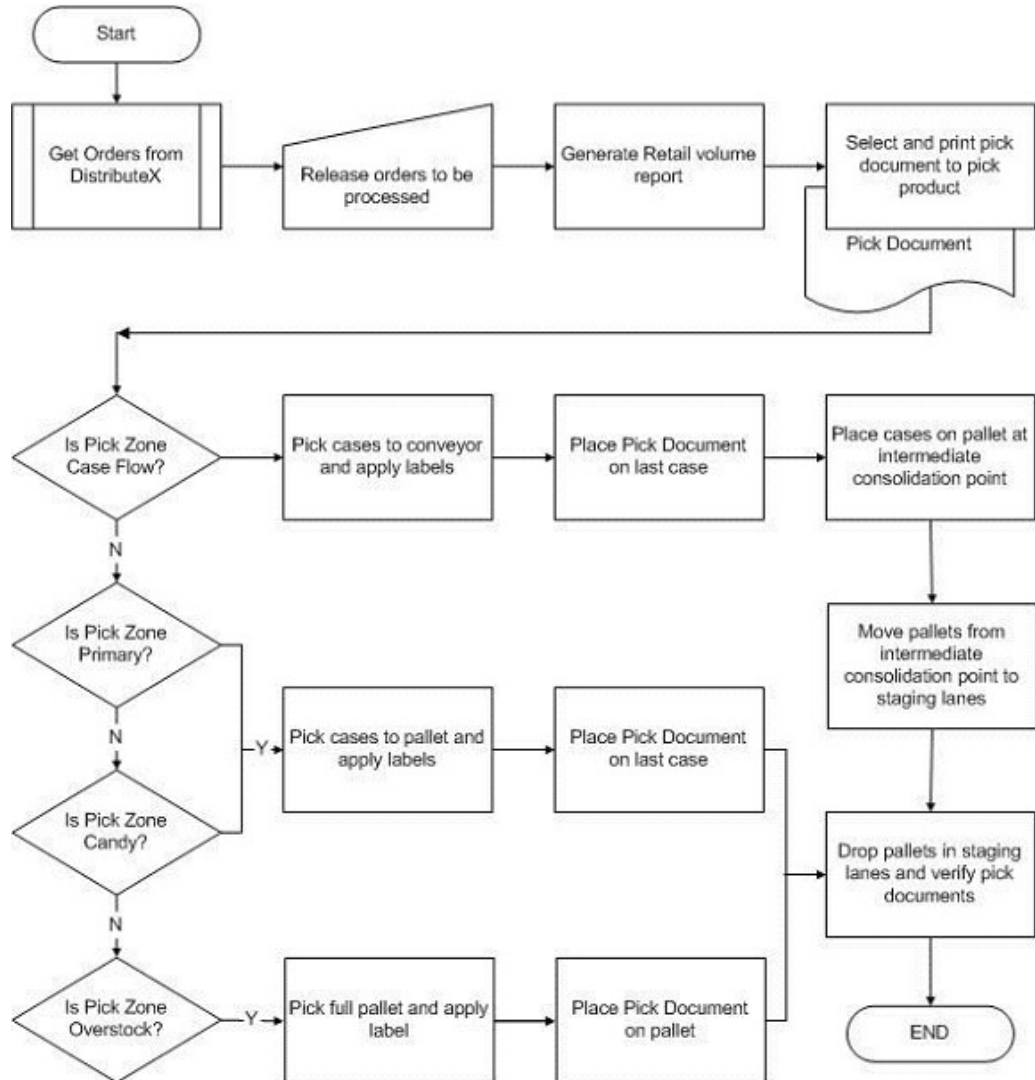 Start
Get Orders from
DistributeX
Release orders to be
processed
Generate Retail volume
report
Select and print pick
document to pick
product
Pick Document
Is Pick Zone
Case Flow?
Pick cases to conveyor
and apply labels
Place Pick Document
on last case
Place cases on pallet at
intermediate
consolidation point
N
Is Pick Zone
Primary?
Move pallets from
intermediate
consolidation point to
staging lanes
N
Y
Pick cases to pallet and
apply labels
Place Pick Document
on last case
Is Pick Zone
Candy?
Drop pallets in staging
lanes and verify pick
documents
N
Is Pick Zone
Overstock?
Y
Pick full pallet and apply
label
Place Pick Document
on pallet
END